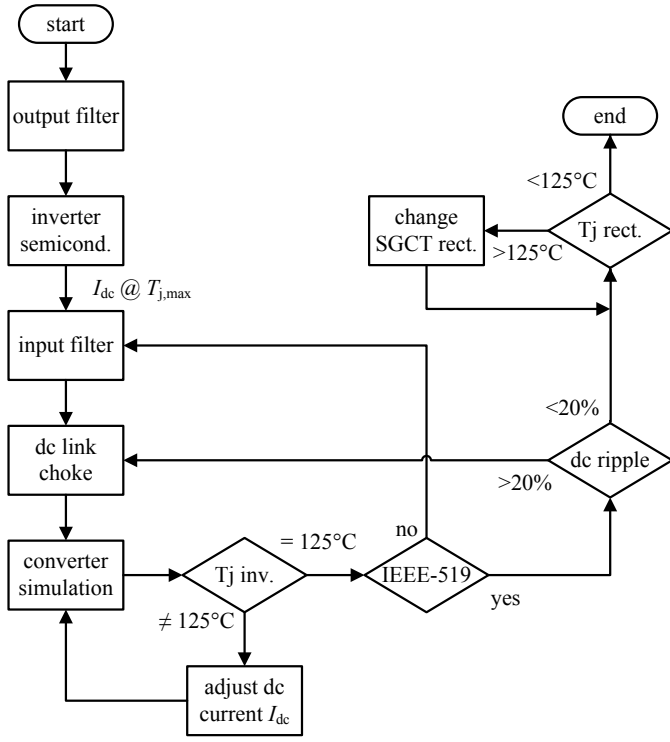 start
output filter
inverter
semicond.
I_dc @ T_j,max
input filter
dc link
choke
converter
simulation
Tj inv.
= 125°C
≠ 125°C
adjust dc
current I_dc
IEEE-519
no
yes
dc ripple
>20%
<20%
Tj rect.
>125°C
<125°C
change
SGCT rect.
end